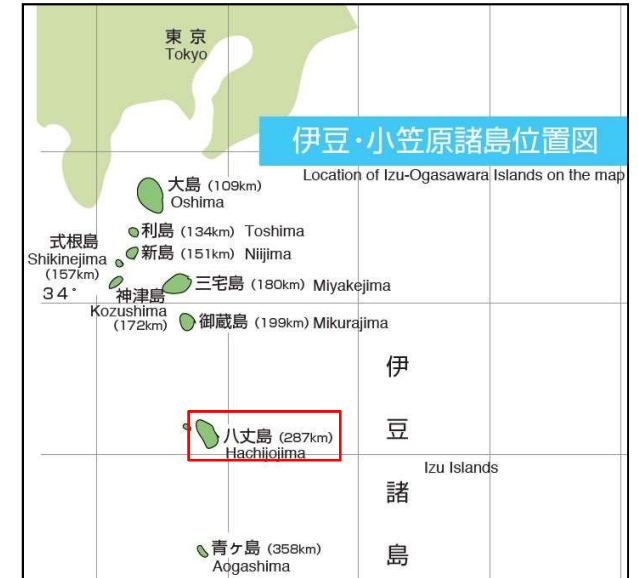 東京
Tokyo
伊豆・小笠原諸島位置図
Location of Izu-Ogasawara Islands on the map
大島 (109km)
Oshima
利島 (134km) Toshima
新島 (151km) Niijima
式根島
Shikinejima
(157km)
34°
神津島
Kozushima
(172km)
三宅島 (180km) Miyakejima
御蔵島 (199km) Mikurajima
八丈島 (287km)
Hachijojima
青ヶ島 (358km)
Aogashima
伊豆諸島
Izu Islands